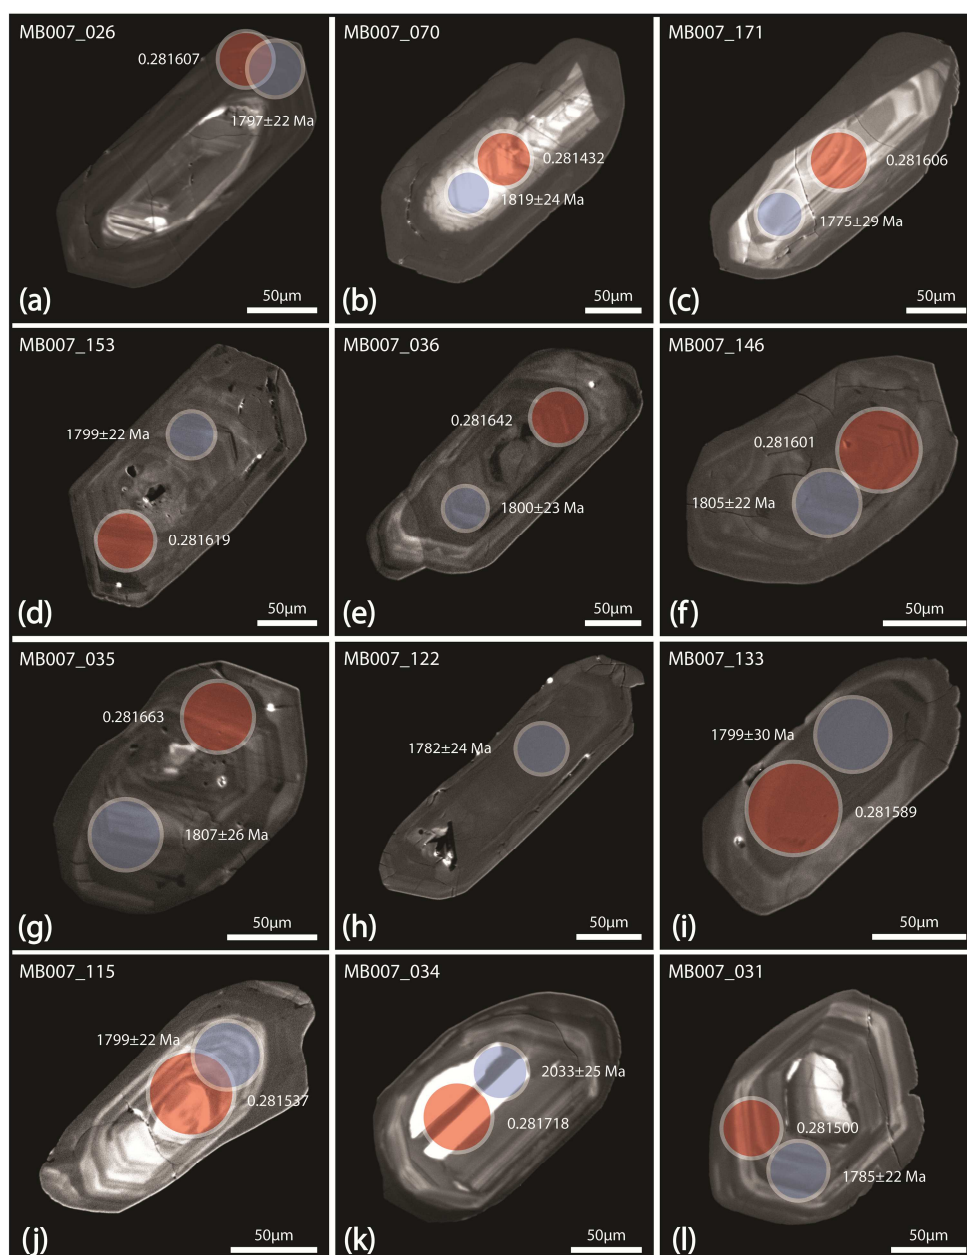 MB007_026
0.281607
1797±22 Ma
(a)
50μm
MB007_070
0.281432
1819±24 Ma
(b)
50μm
MB007_171
0.281606
1775±29 Ma
(c)
50μm
MB007_153
1799±22 Ma
0.281619
(d)
50μm
MB007_036
0.281642
1800±23 Ma
(e)
50μm
MB007_146
0.281601
1805±22 Ma
(f)
50μm
MB007_035
0.281663
1807±26 Ma
(g)
50μm
MB007_122
1782±24 Ma
(h)
50μm
MB007_133
1799±30 Ma
0.281589
(i)
50μm
MB007_115
1799±22 Ma
0.281537
(j)
50μm
MB007_034
2033±25 Ma
0.281718
(k)
50μm
MB007_031
0.281500
1785±22 Ma
(l)
50μm